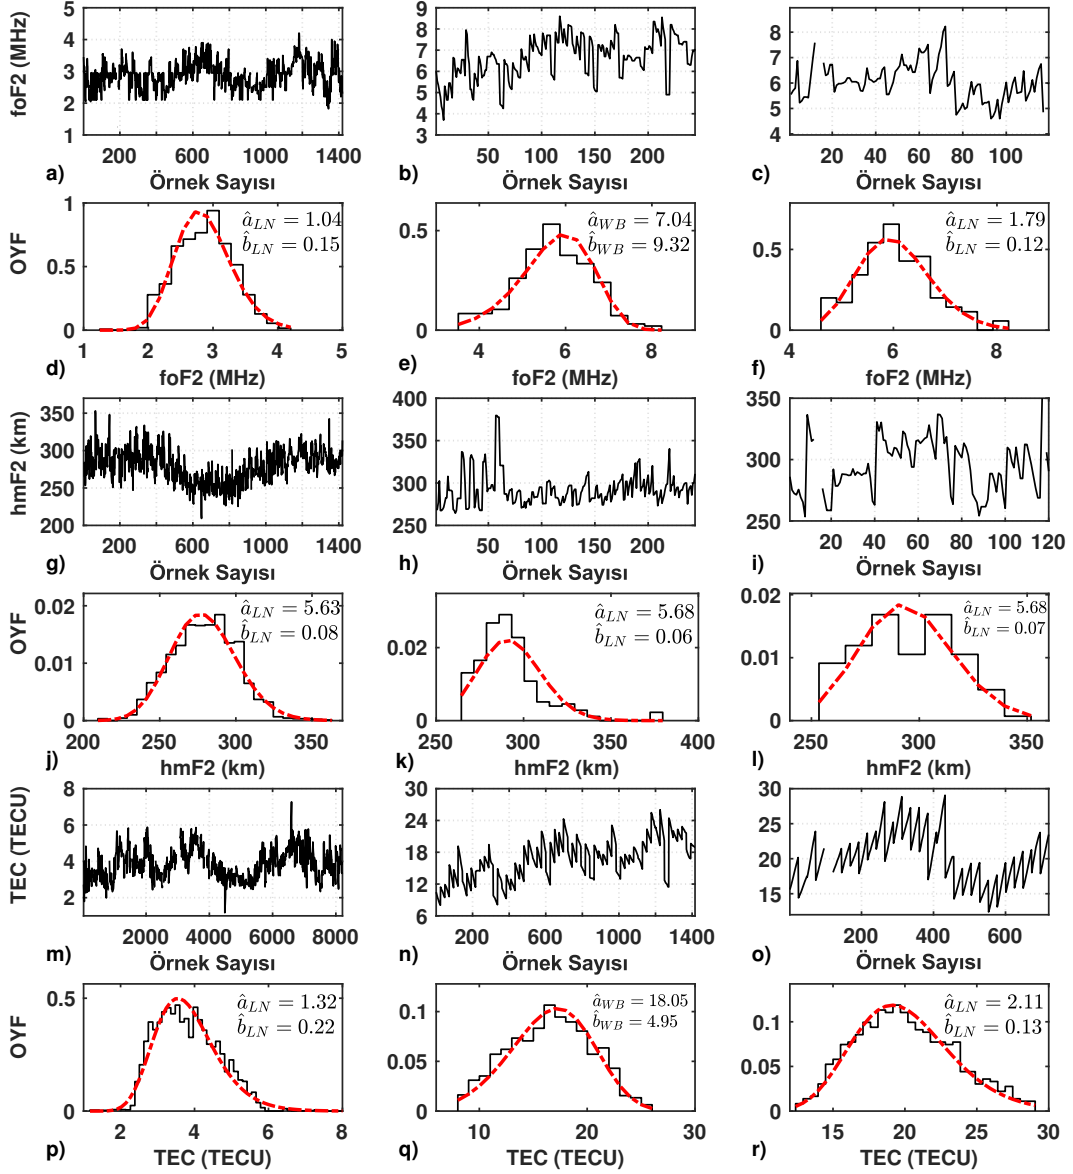 5
4
3
2
1
foF2 (MHz)
200 600 1000 1400
a)
Örnek Sayısı
9
8
7
6
5
4
3
50 100 150 200
b)
Örnek Sayısı
8
7
6
5
4
20 40 60 80 100
c)
Örnek Sayısı
1
0.5
0
OYF
â_LN = 1.04
b̂_LN = 0.15
1 2 3 4 5
d)
foF2 (MHz)
0.5
0
â_WB = 7.04
b̂_WB = 9.32
4 6 8
e)
foF2 (MHz)
0.5
0
â_LN = 1.79
b̂_LN = 0.12
4 6 8
f)
foF2 (MHz)
350
300
250
200
hmF2 (km)
200 600 1000 1400
g)
Örnek Sayısı
400
350
300
250
50 100 150 200
h)
Örnek Sayısı
350
300
250
20 40 60 80 100 120
i)
Örnek Sayısı
0.02
0.01
0
OYF
â_LN = 5.63
b̂_LN = 0.08
200 250 300 350
j)
hmF2 (km)
0.02
0
â_LN = 5.68
b̂_LN = 0.06
250 300 350 400
k)
hmF2 (km)
0.02
0.01
0
â_LN = 5.68
b̂_LN = 0.07
250 300 350
l)
hmF2 (km)
8
6
4
2
TEC (TECU)
2000 4000 6000 8000
m)
Örnek Sayısı
30
24
18
12
6
200 600 1000 1400
n)
Örnek Sayısı
30
25
20
15
200 400 600
o)
Örnek Sayısı
0.5
0
OYF
â_LN = 1.32
b̂_LN = 0.22
2 4 6 8
p)
TEC (TECU)
0.1
0.05
0
â_WB = 18.05
b̂_WB = 4.95
10 20 30
q)
TEC (TECU)
0.1
0.05
0
â_LN = 2.11
b̂_LN = 0.13
15 20 25 30
r)
TEC (TECU)